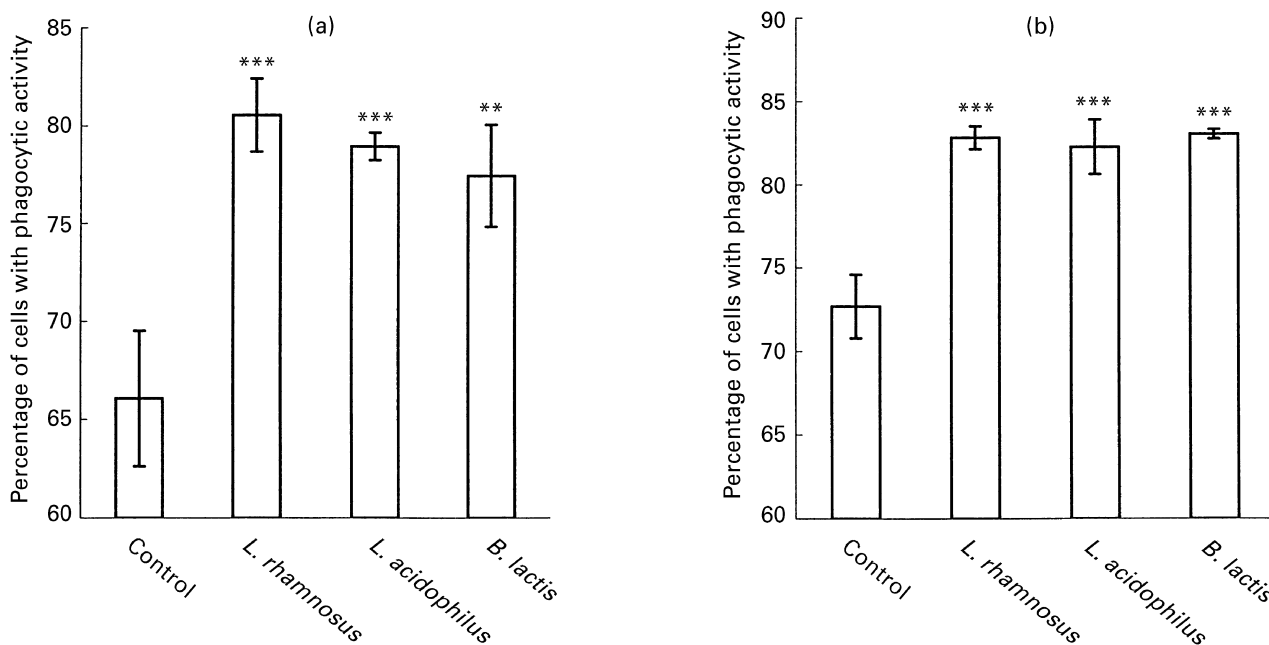 (a)
Percentage of cells with phagocytic activity
85
80
75
70
65
60
***
***
**
Control
L. rhamnosus
L. acidophilus
B. lactis
(b)
Percentage of cells with phagocytic activity
90
85
80
75
70
65
60
***
***
***
Control
L. rhamnosus
L. acidophilus
B. lactis